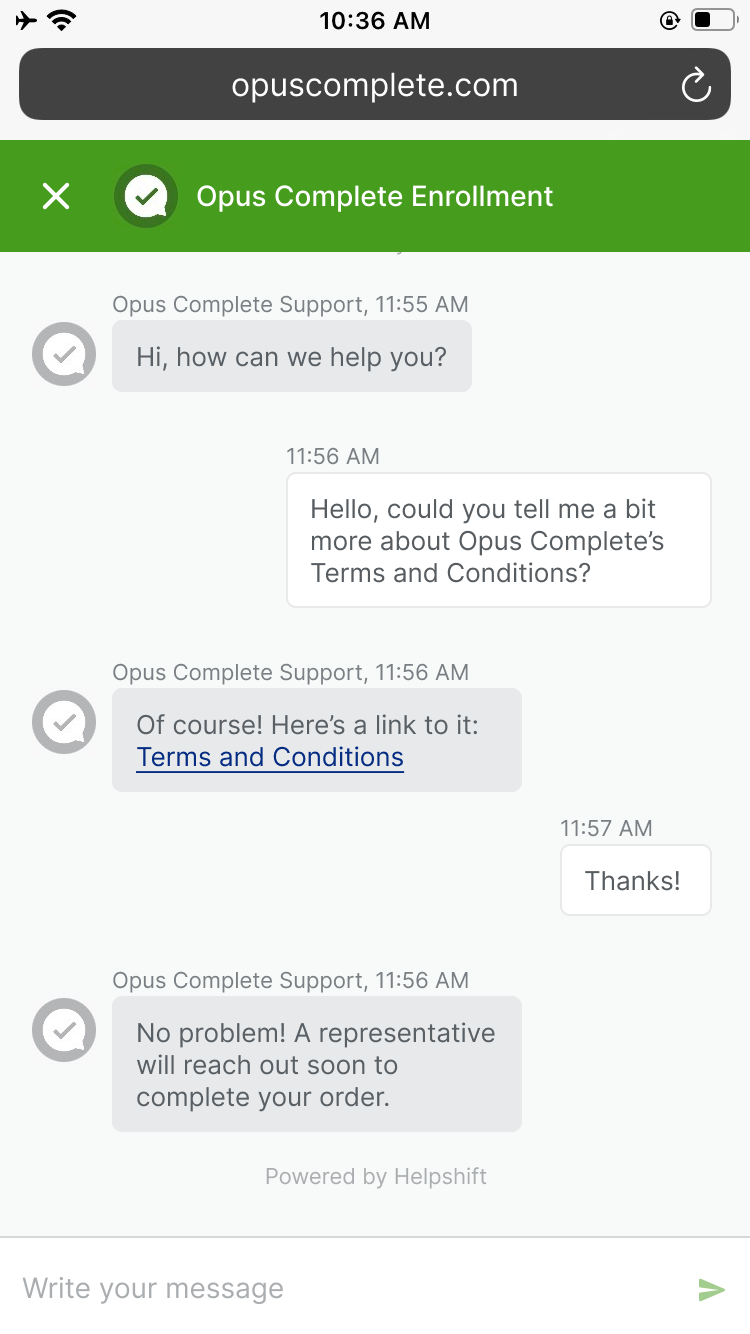 10:36 AM
opuscomplete.com
Opus Complete Enrollment
Opus Complete Support, 11:55 AM
Hi, how can we help you?
11:56 AM
Hello, could you tell me a bit
more about Opus Complete’s
Terms and Conditions?
Opus Complete Support, 11:56 AM
Of course! Here’s a link to it:
Terms and Conditions
11:57 AM
Thanks!
Opus Complete Support, 11:56 AM
No problem! A representative
will reach out soon to
complete your order.
Powered by Helpshift
Write your message